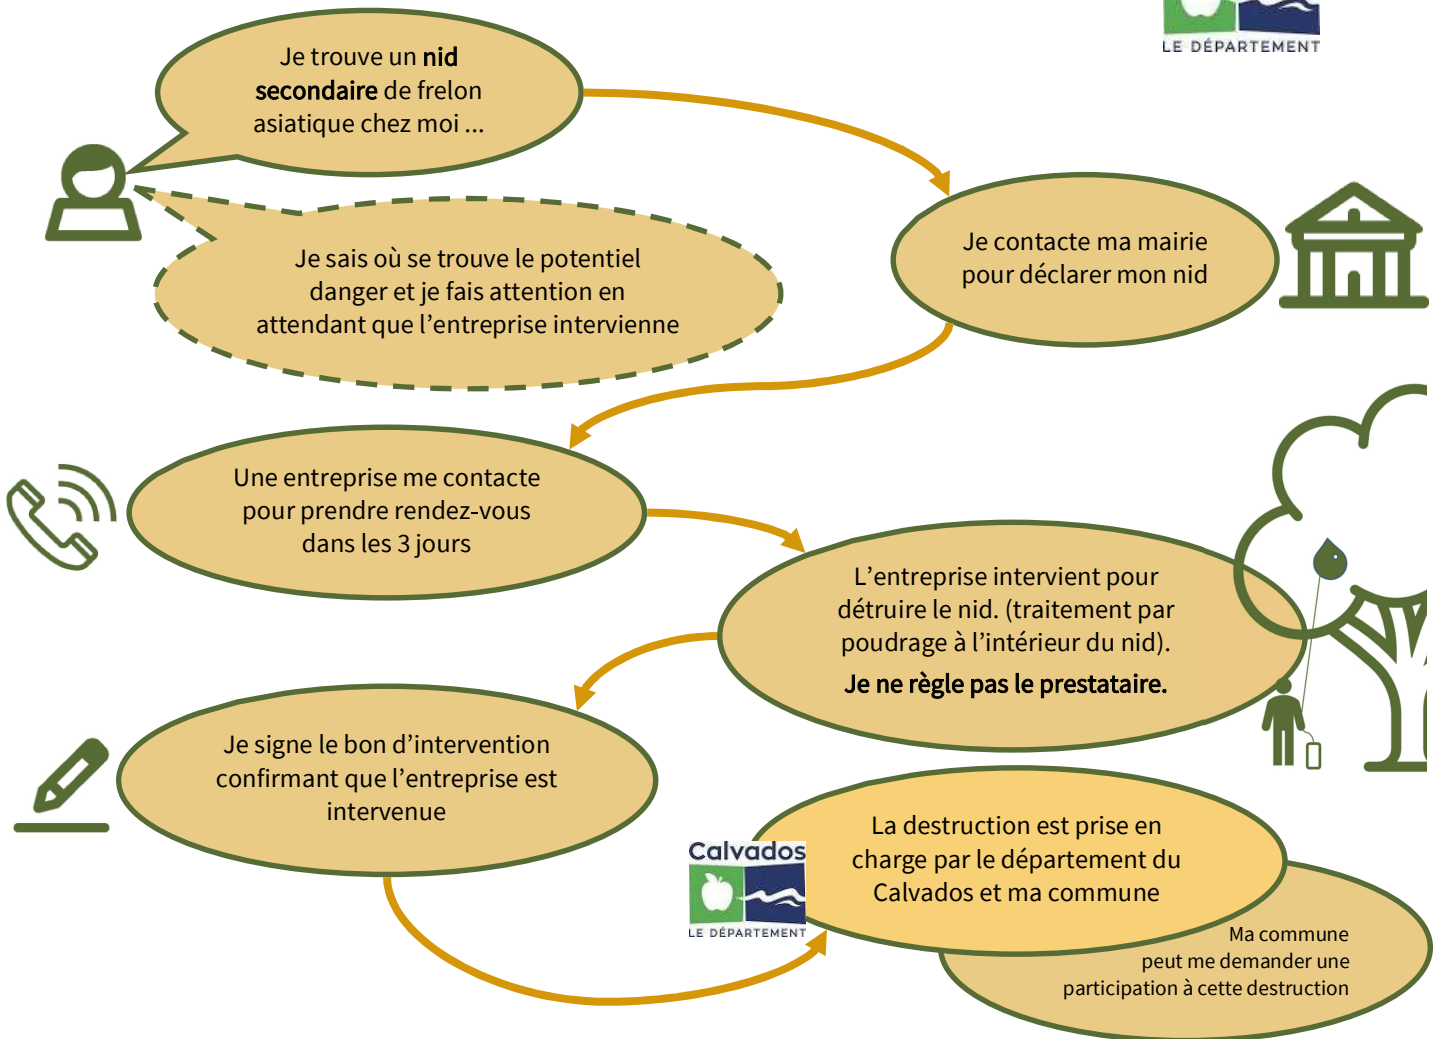 LE DÉPARTEMENT
Je trouve un nid
secondaire de frelon
asiatique chez moi ...
Je contacte ma mairie
pour déclarer mon nid
Je sais où se trouve le potentiel
danger et je fais attention en
attendant que l'entreprise intervienne
Une entreprise me contacte
pour prendre rendez-vous
dans les 3 jours
L'entreprise intervient pour
détruire le nid. (traitement par
poudrage à l'intérieur du nid).
Je ne règle pas le prestataire.
Je signe le bon d'intervention
confirmant que l'entreprise est
intervenue
Calvados
LE DÉPARTEMENT
La destruction est prise en
charge par le département du
Calvados et ma commune
Ma commune
peut me demander une
participation à cette destruction